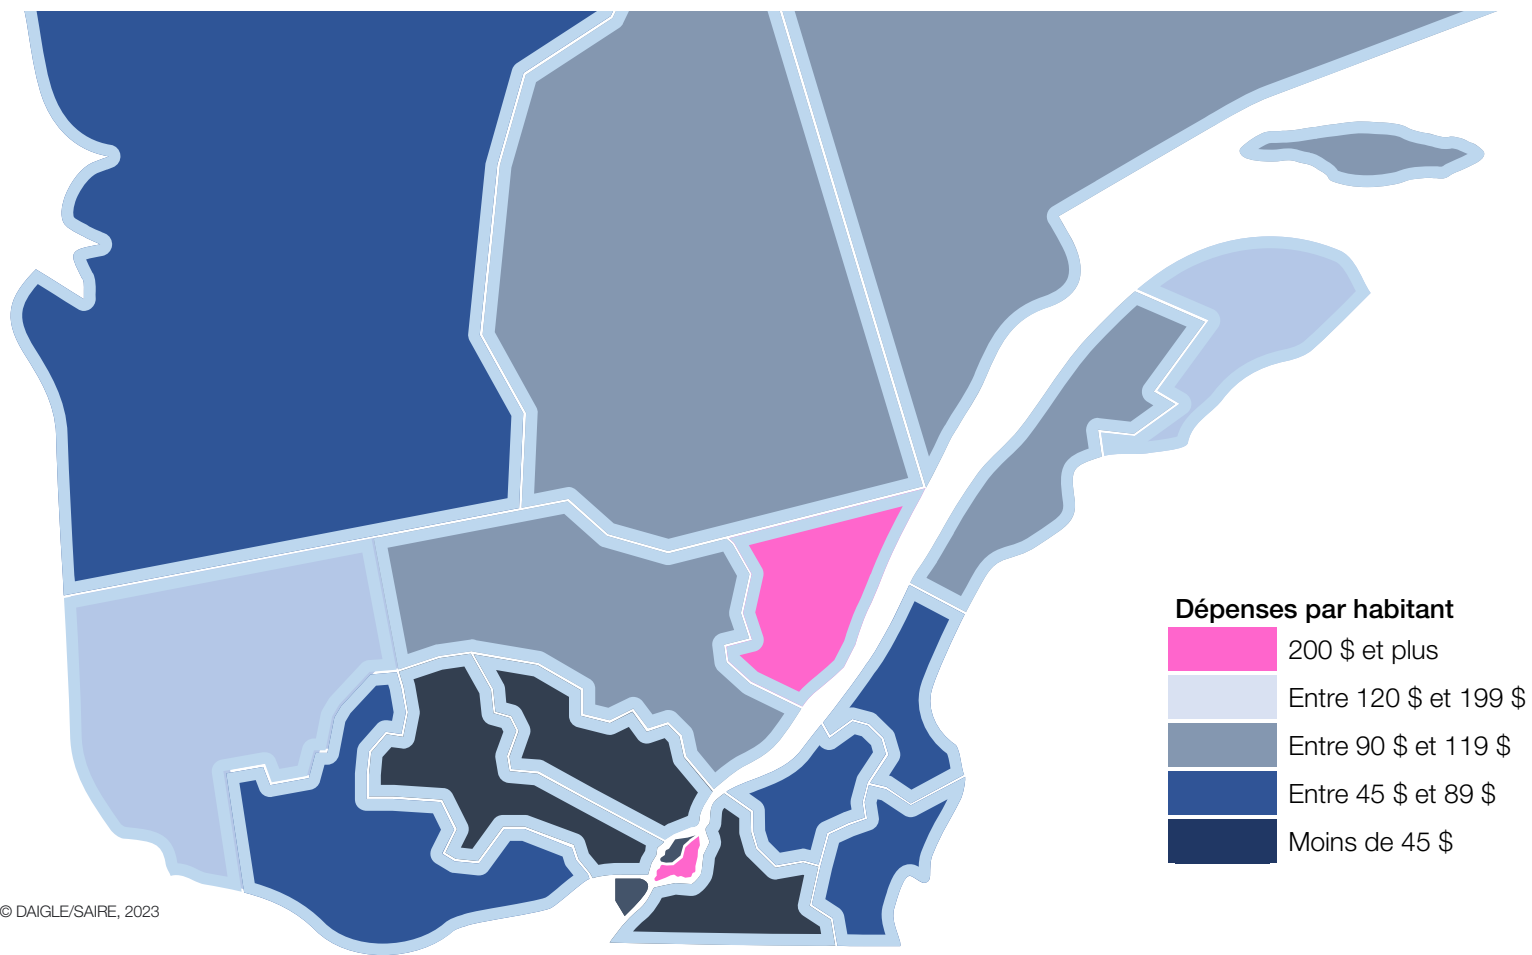 Dépenses par habitant
200 $ et plus
Entre 120 $ et 199 $
Entre 90 $ et 119 $
Entre 45 $ et 89 $
Moins de 45 $
© DAIGLE/SAIRE, 2023